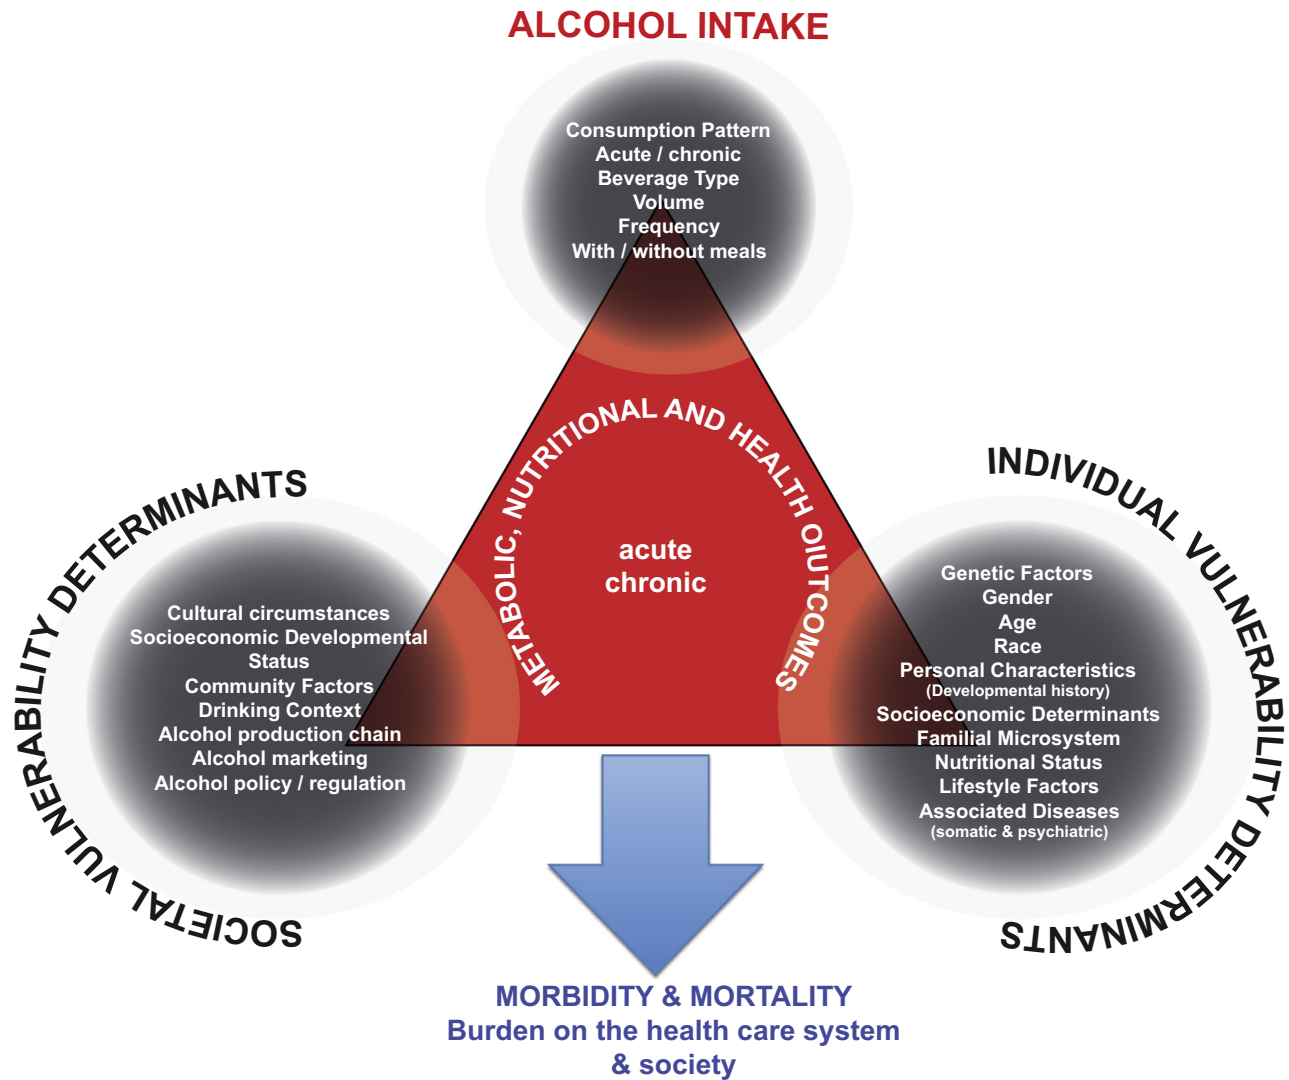 ALCOHOL INTAKE
Consumption Pattern
Acute / chronic
Beverage Type
Volume
Frequency
With / without meals
METABOLIC, NUTRITIONAL AND HEALTH OIUTCOMES
acute
chronic
SOCIETAL VULNERABILITY DETERMINANTS
Cultural circumstances
Socioeconomic Developmental
Status
Community Factors
Drinking Context
Alcohol production chain
Alcohol marketing
Alcohol policy / regulation
INDIVIDUAL VULNERABILITY DETERMINANTS
Genetic Factors
Gender
Age
Race
Personal Characteristics
(Developmental history)
Socioeconomic Determinants
Familial Microsystem
Nutritional Status
Lifestyle Factors
Associated Diseases
(somatic & psychiatric)
MORBIDITY & MORTALITY
Burden on the health care system
& society